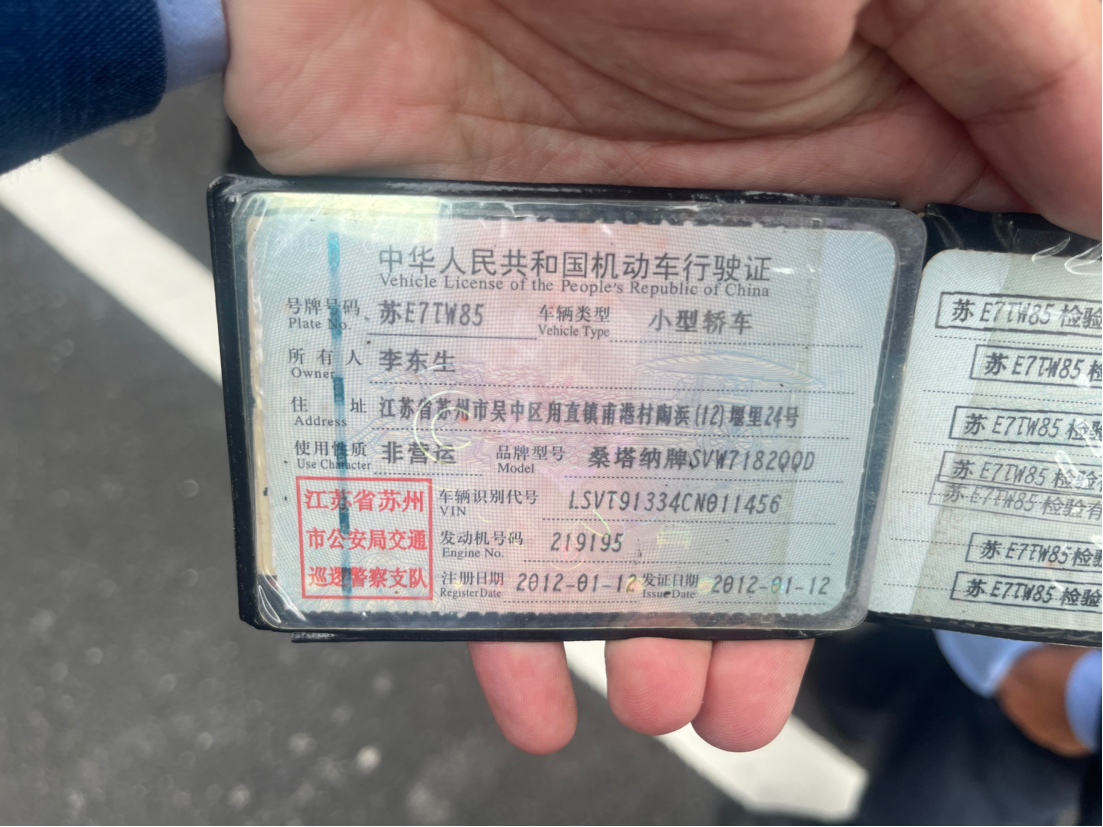 中华人民共和国机动车行驶证
Vehicle License of the People's Republic of China
号牌号码 苏E7TW85 车辆类型 小型轿车
Plate No. Vehicle Type
所有人 李东生
Owner
住址 江苏省苏州市吴中区甪直镇甫港村陶浜(12)堰里24号
Address
使用性质 非营运 品牌型号 桑塔纳牌SVW7182QQD
Use Character Model
江苏省苏州
市公安局交通
巡逻警察支队
车辆识别代号 LSVT91334CN011456
VIN
发动机号码 219195
Engine No.
注册日期 2012-01-12 发证日期 2012-01-12
Register Date Issue Date
苏E7TW85检验
苏E7TW85检
苏E7TW85检验
苏E7TW85检验
苏E7TW85检验有
苏E7TW85检验
苏E7TW85检验